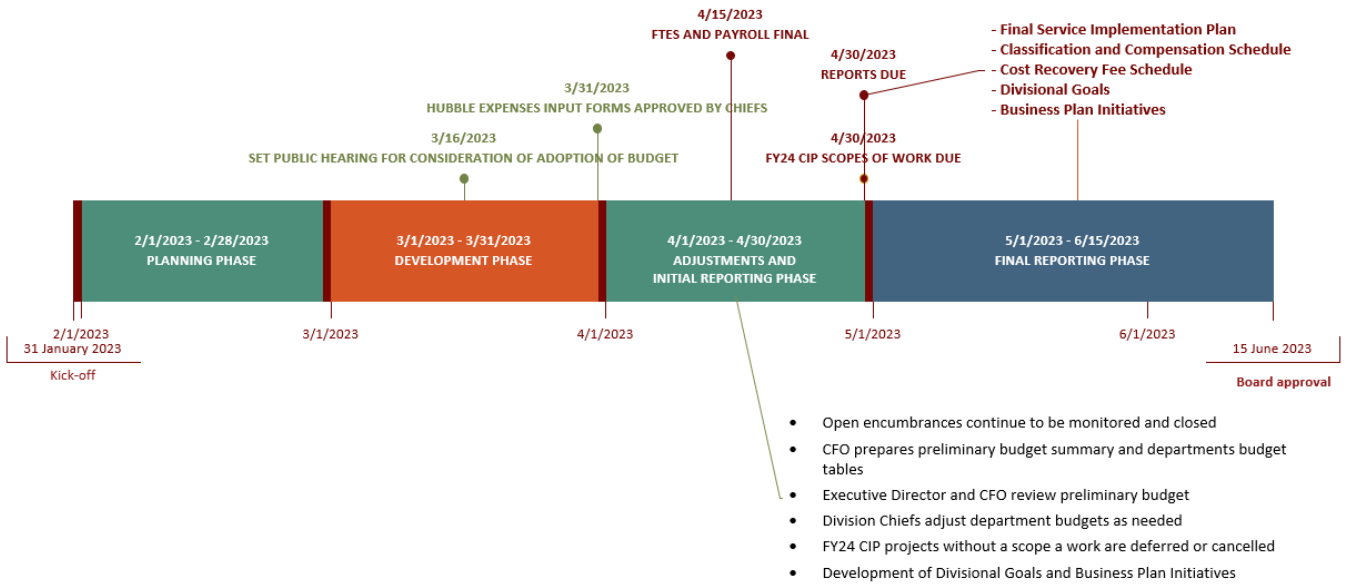 4/15/2023
FTES AND PAYROLL FINAL
- Final Service Implementation Plan
- Classification and Compensation Schedule
- Cost Recovery Fee Schedule
- Divisional Goals
- Business Plan Initiatives
4/30/2023
REPORTS DUE
3/31/2023
HUBBLE EXPENSES INPUT FORMS APPROVED BY CHIEFS
3/16/2023
SET PUBLIC HEARING FOR CONSIDERATION OF ADOPTION OF BUDGET
4/30/2023
FY24 CIP SCOPES OF WORK DUE
2/1/2023 - 2/28/2023
PLANNING PHASE
3/1/2023 - 3/31/2023
DEVELOPMENT PHASE
4/1/2023 - 4/30/2023
ADJUSTMENTS AND
INITIAL REPORTING PHASE
5/1/2023 - 6/15/2023
FINAL REPORTING PHASE
2/1/2023
3/1/2023
4/1/2023
5/1/2023
6/1/2023
31 January 2023
Kick-off
15 June 2023
Board approval
• Open encumbrances continue to be monitored and closed
• CFO prepares preliminary budget summary and departments budget
tables
• Executive Director and CFO review preliminary budget
• Division Chiefs adjust department budgets as needed
• FY24 CIP projects without a scope a work are deferred or cancelled
• Development of Divisional Goals and Business Plan Initiatives